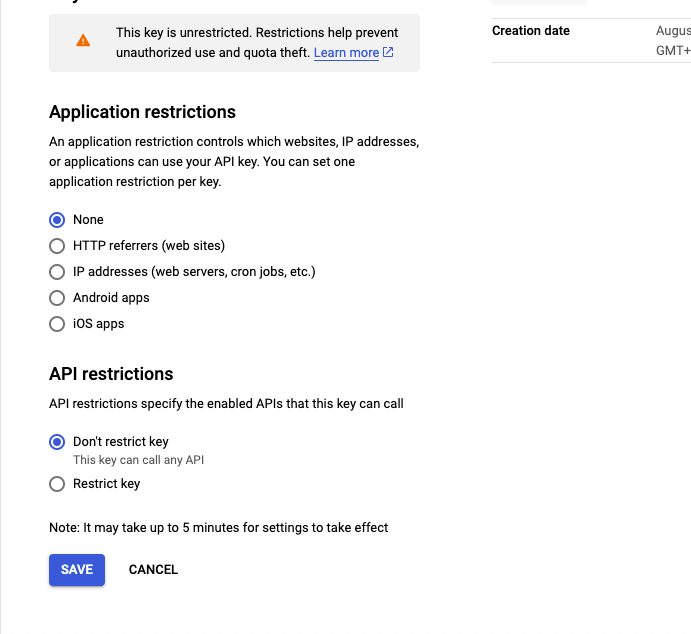 This key is unrestricted. Restrictions help prevent
unauthorized use and quota theft. Learn more
Creation date
GMT+
Application restrictions
An application restriction controls which websites, IP addresses,
or applications can use your API key. You can set one
application restriction per key.
None
HTTP referrers (web sites)
IP addresses (web servers, cron jobs, etc.)
Android apps
iOS apps
API restrictions
API restrictions specify the enabled APIs that this key can call
Don't restrict key
This key can call any API
Restrict key
Note: It may take up to 5 minutes for settings to take effect
SAVE
CANCEL